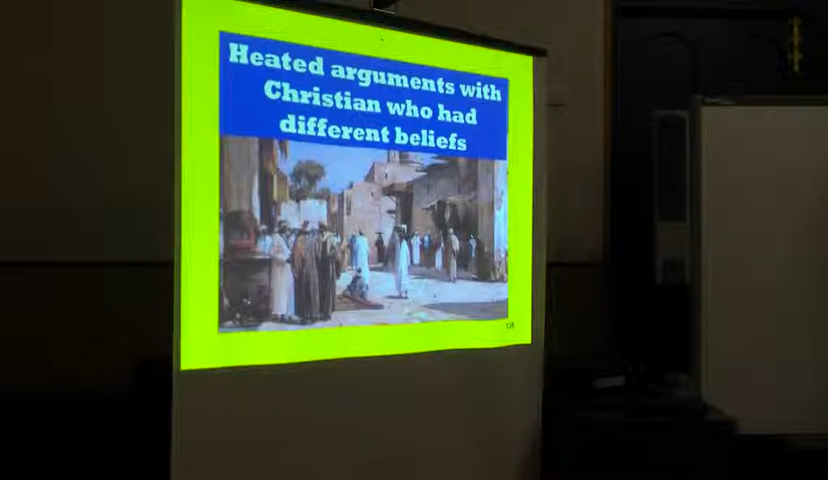 Heated arguments with
Christian who had
different beliefs